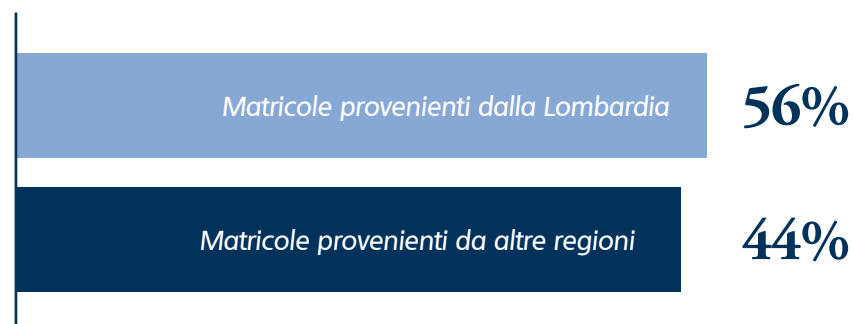 Matricole provenienti dalla Lombardia 56%
Matricole provenienti da altre regioni 44%